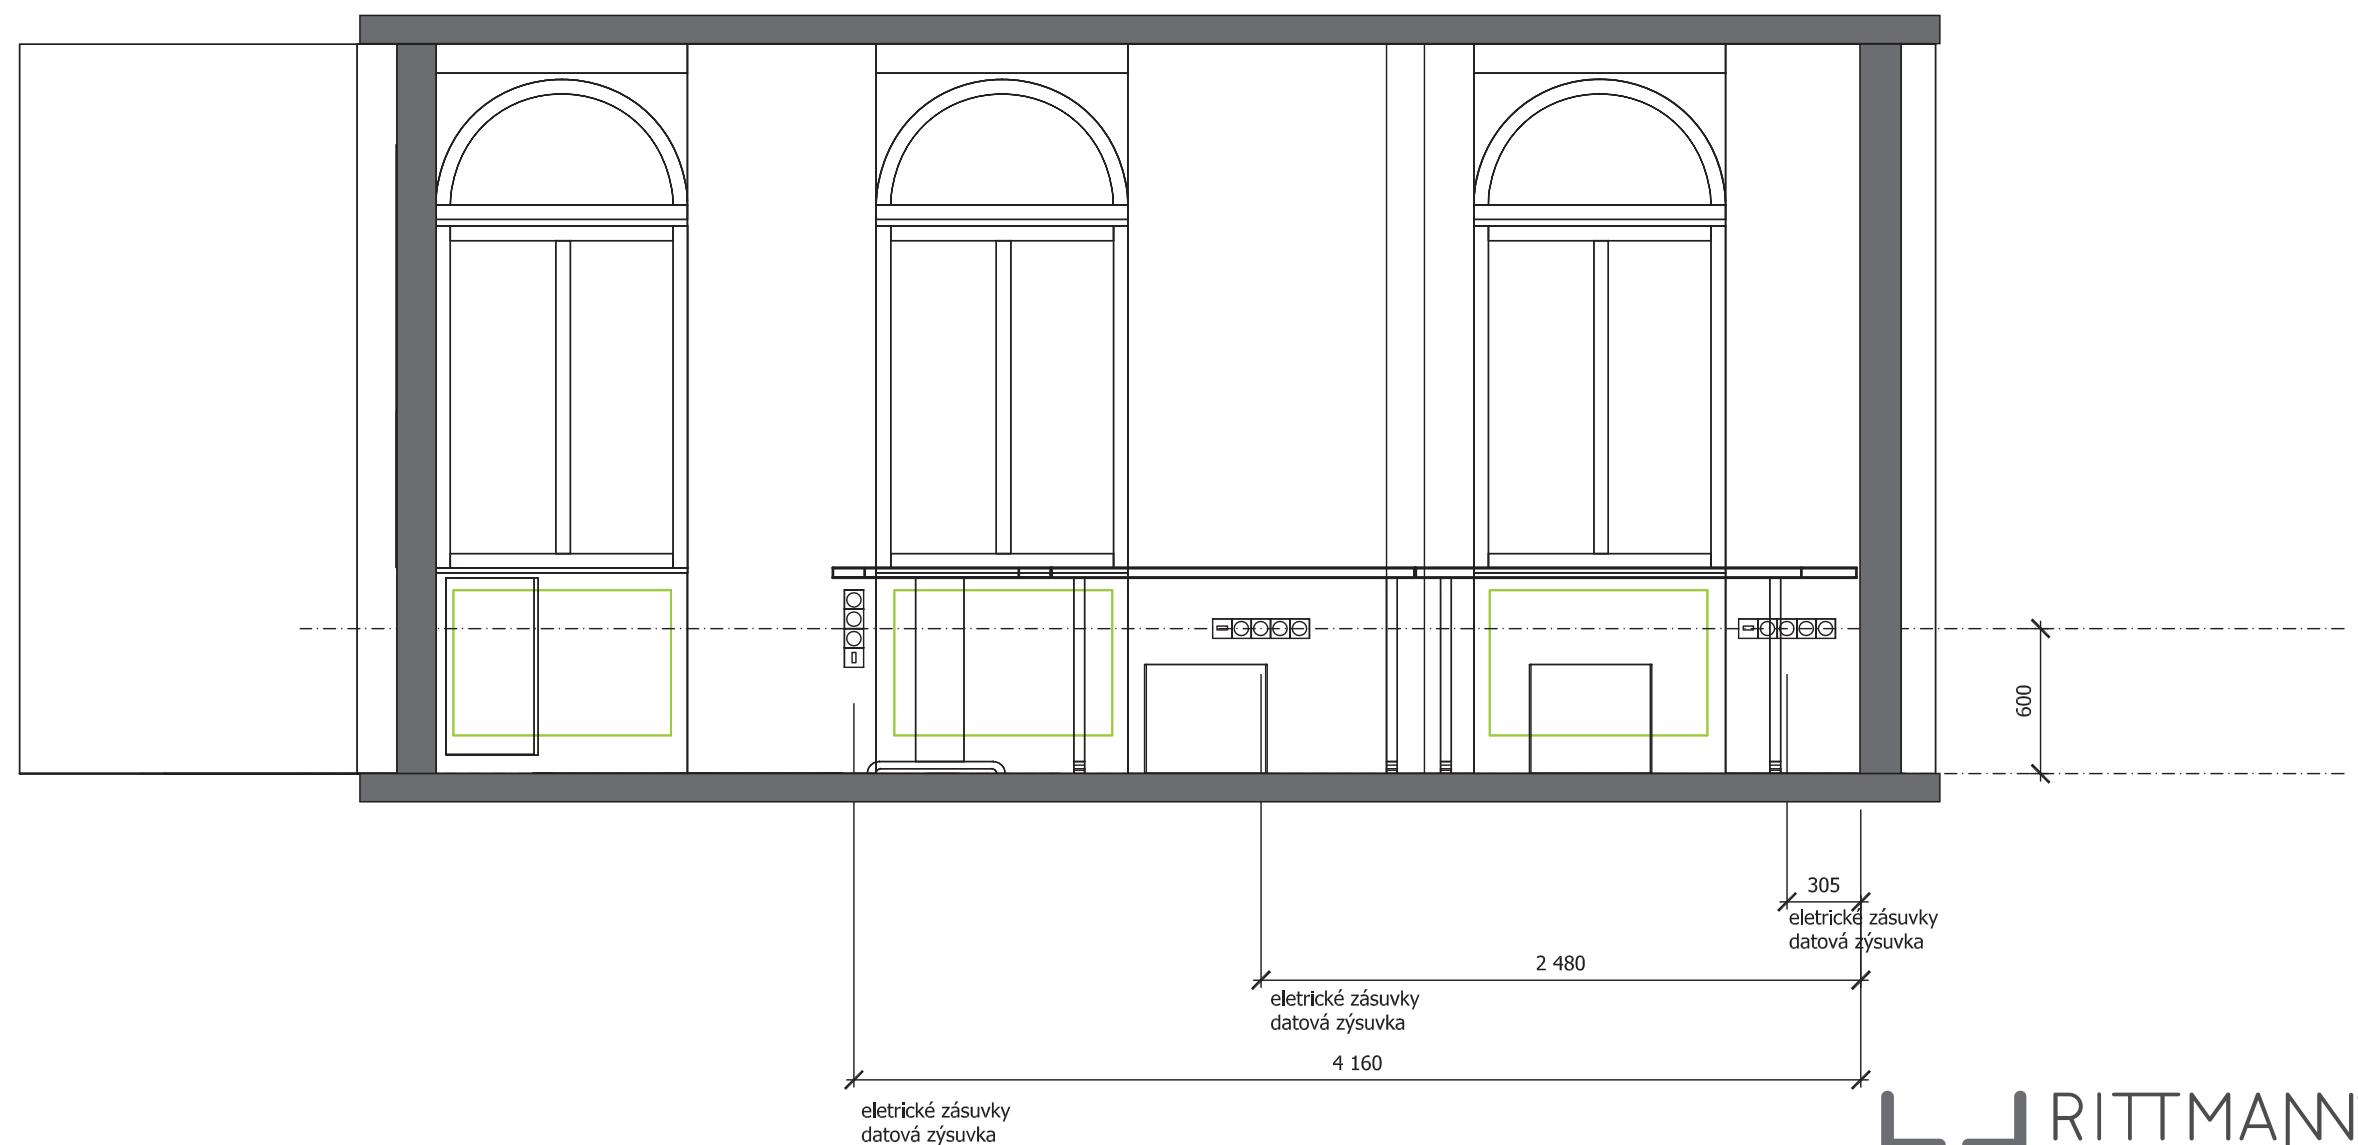 600
305
eletrické zásuvky
datová zýsuvka
2 480
eletrické zásuvky
datová zýsuvka
4 160
eletrické zásuvky
datová zýsuvka
RITTMANN